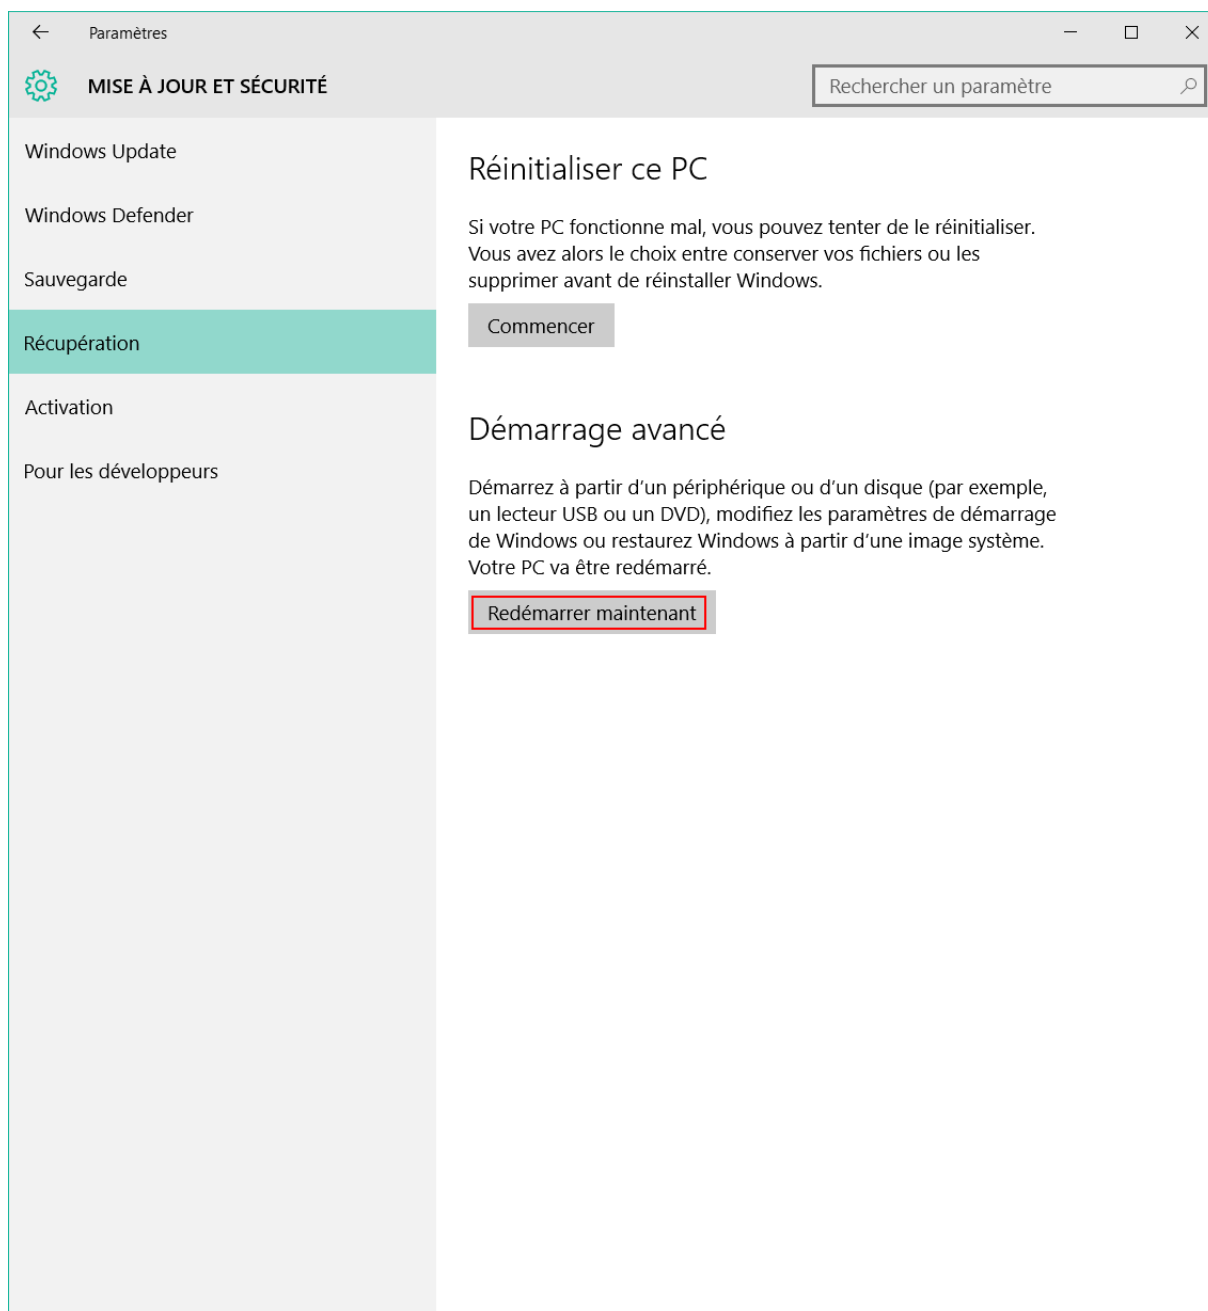 Paramètres
MISE À JOUR ET SÉCURITÉ
Rechercher un paramètre
Windows Update
Windows Defender
Sauvegarde
Récupération
Activation
Pour les développeurs
Réinitialiser ce PC
Si votre PC fonctionne mal, vous pouvez tenter de le réinitialiser.
Vous avez alors le choix entre conserver vos fichiers ou les
supprimer avant de réinstaller Windows.
Commencer
Démarrage avancé
Démarrez à partir d'un périphérique ou d'un disque (par exemple,
un lecteur USB ou un DVD), modifiez les paramètres de démarrage
de Windows ou restaurez Windows à partir d'une image système.
Votre PC va être redémarré.
Redémarrer maintenant